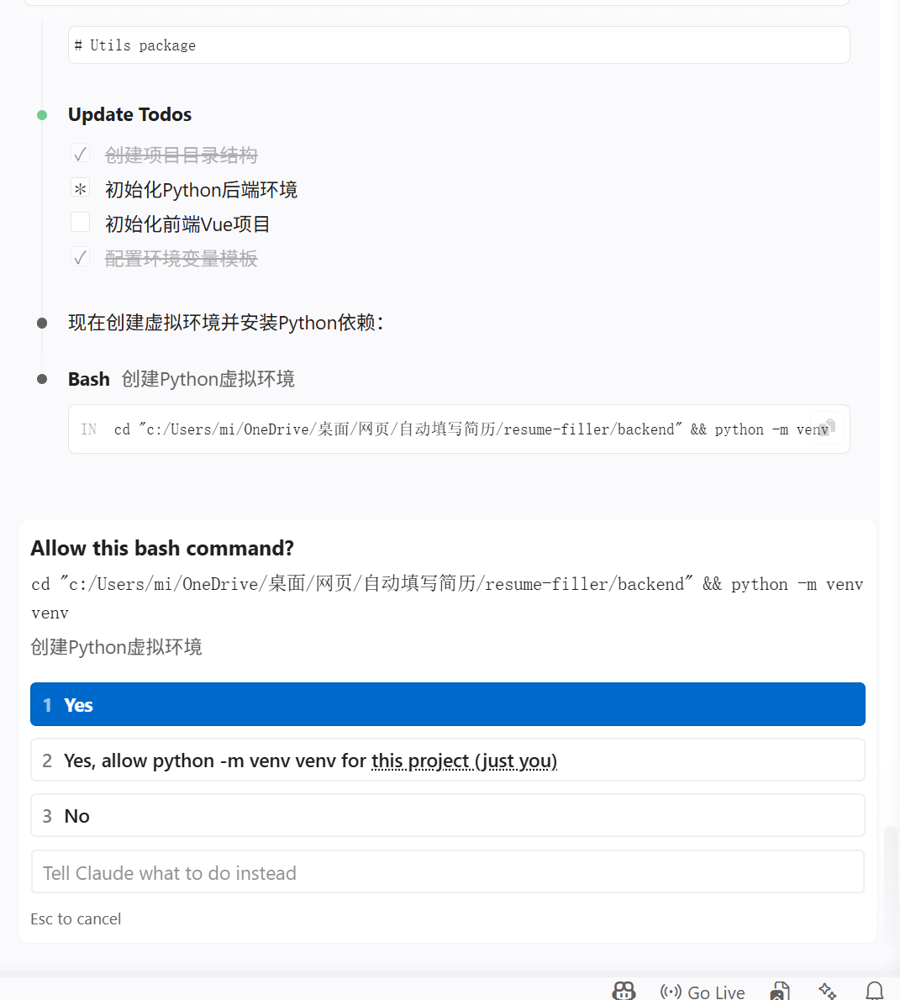 # Utils package
Update Todos
创建项目目录结构
初始化Python后端环境
初始化前端Vue项目
配置环境变量模板
现在创建虚拟环境并安装Python依赖：
Bash 创建Python虚拟环境
IN cd "c:/Users/mi/OneDrive/桌面/网页/自动填写简历/resume-filler/backend" && python -m venv
Allow this bash command?
cd "c:/Users/mi/OneDrive/桌面/网页/自动填写简历/resume-filler/backend" && python -m venv
venv
创建Python虚拟环境
1 Yes
2 Yes, allow python -m venv venv for this project (just you)
3 No
Tell Claude what to do instead
Esc to cancel
Go Live